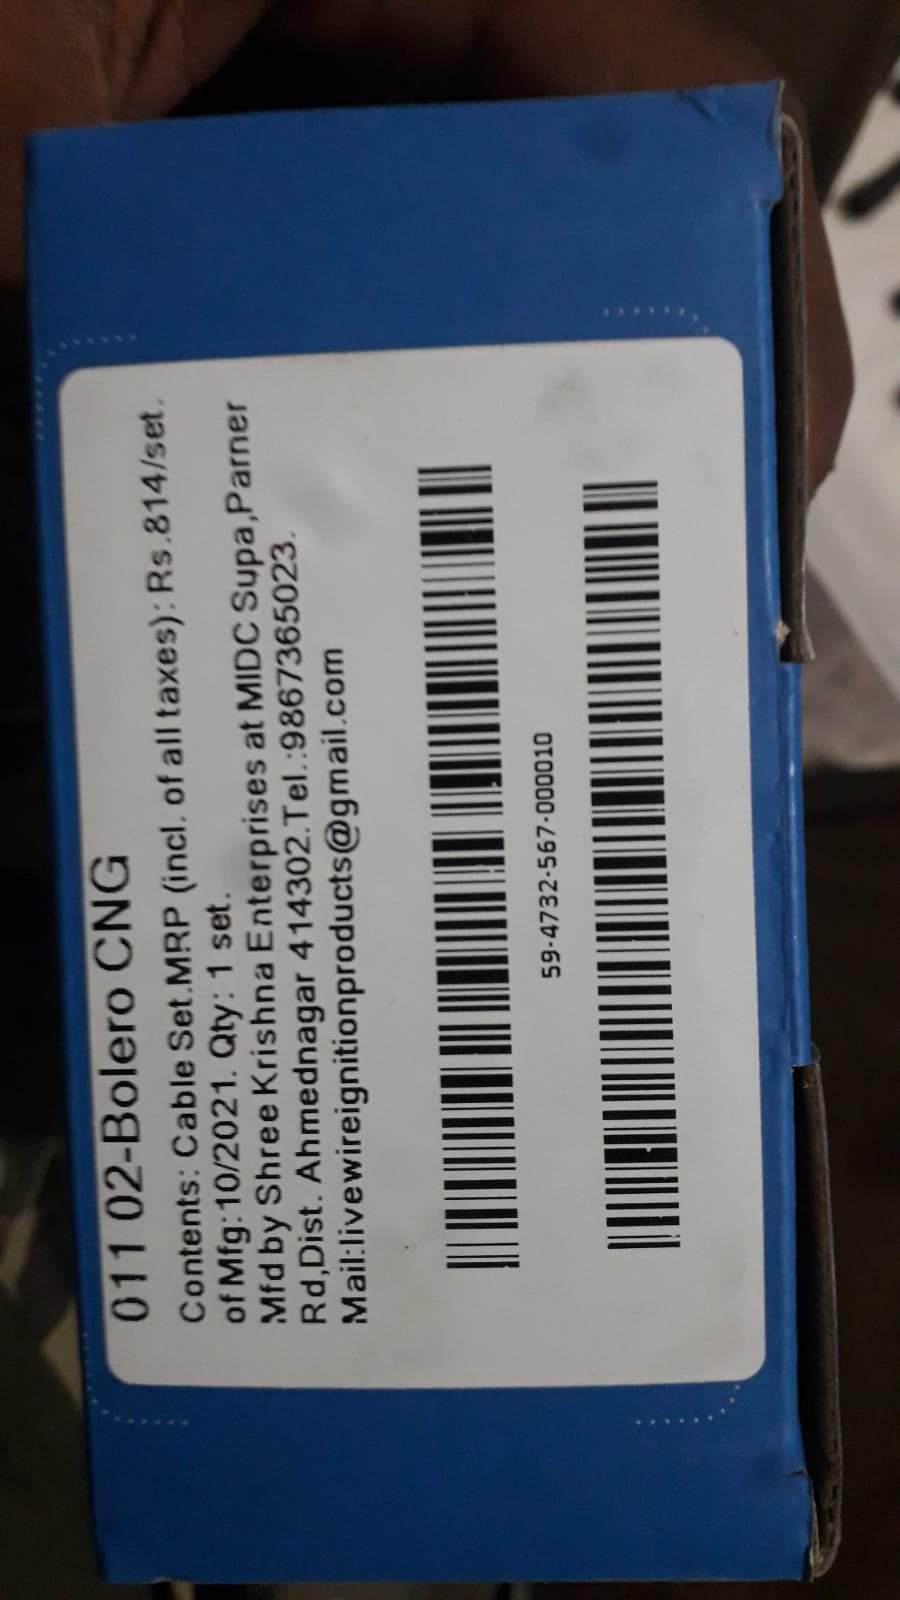 011 02-Bolero CNG
Contents: Cable Set.MRP (incl. of all taxes): Rs.814/set.
of Mfg:10/2021. Qty: 1 set.
Mfd by Shree Krishna Enterprises at MIDC Supa,Parner
Rd,Dist. Ahmednagar 414302.Tel.:9867365023.
Mail:livewireignitionproducts@gmail.com
59-4732-567-000010